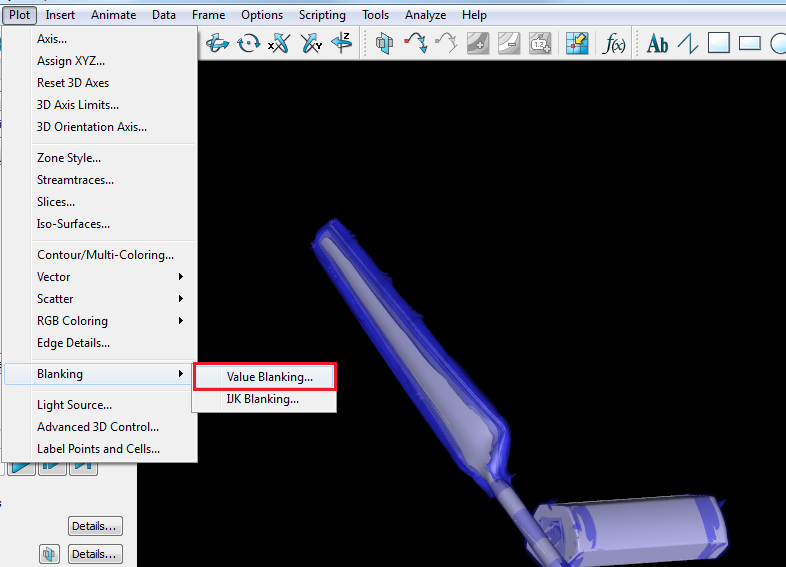 Plot Insert Animate Data Frame Options Scripting Tools Analyze Help
Axis...
Assign XYZ...
Reset 3D Axes
3D Axis Limits...
3D Orientation Axis...
Zone Style...
Streamtraces...
Slices...
Iso-Surfaces...
Contour/Multi-Coloring...
Vector
Scatter
RGB Coloring
Edge Details...
Blanking
Value Blanking...
IJK Blanking...
Light Source...
Advanced 3D Control...
Label Points and Cells...
X
Y
Z
1.2
f(x)
Ab
Details...
Details...